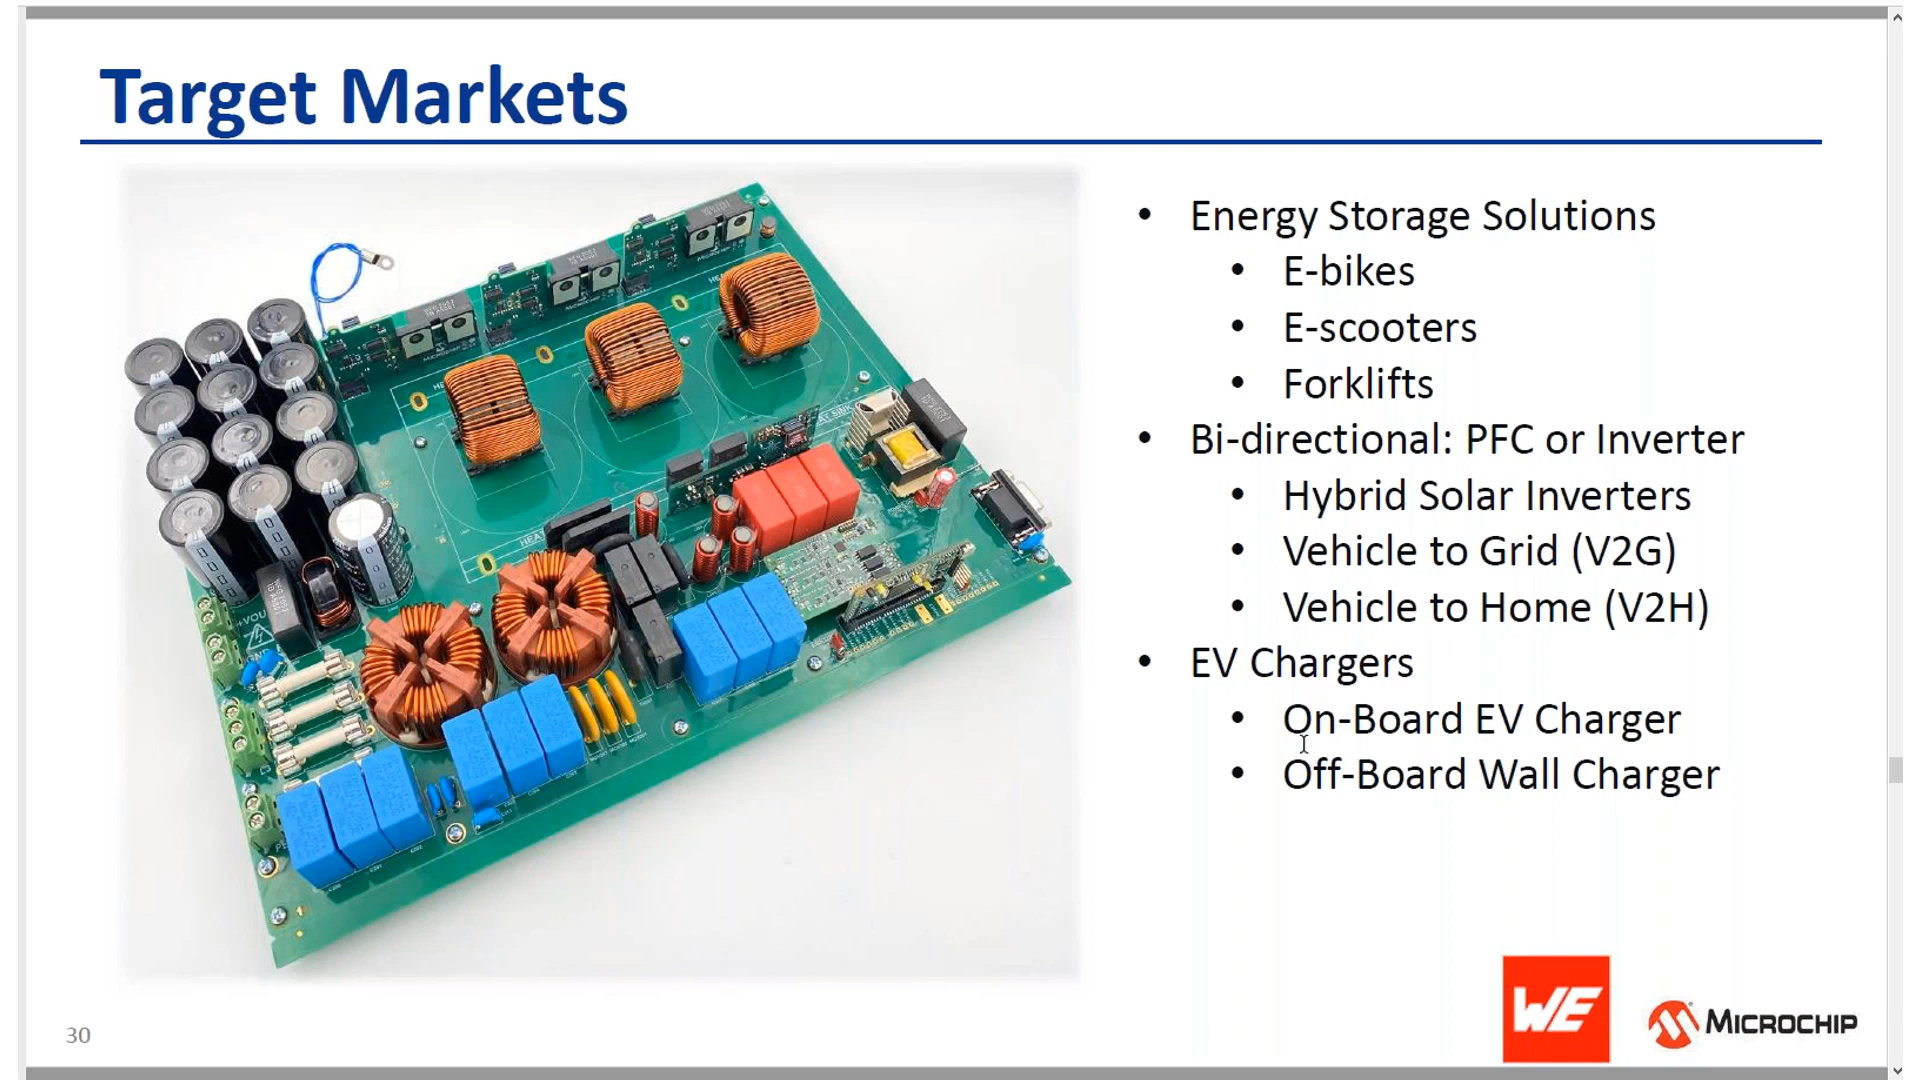 Target Markets
• Energy Storage Solutions
• E-bikes
• E-scooters
• Forklifts
• Bi-directional: PFC or Inverter
• Hybrid Solar Inverters
• Vehicle to Grid (V2G)
• Vehicle to Home (V2H)
• EV Chargers
• On-Board EV Charger
• Off-Board Wall Charger
30
WE
MICROCHIP